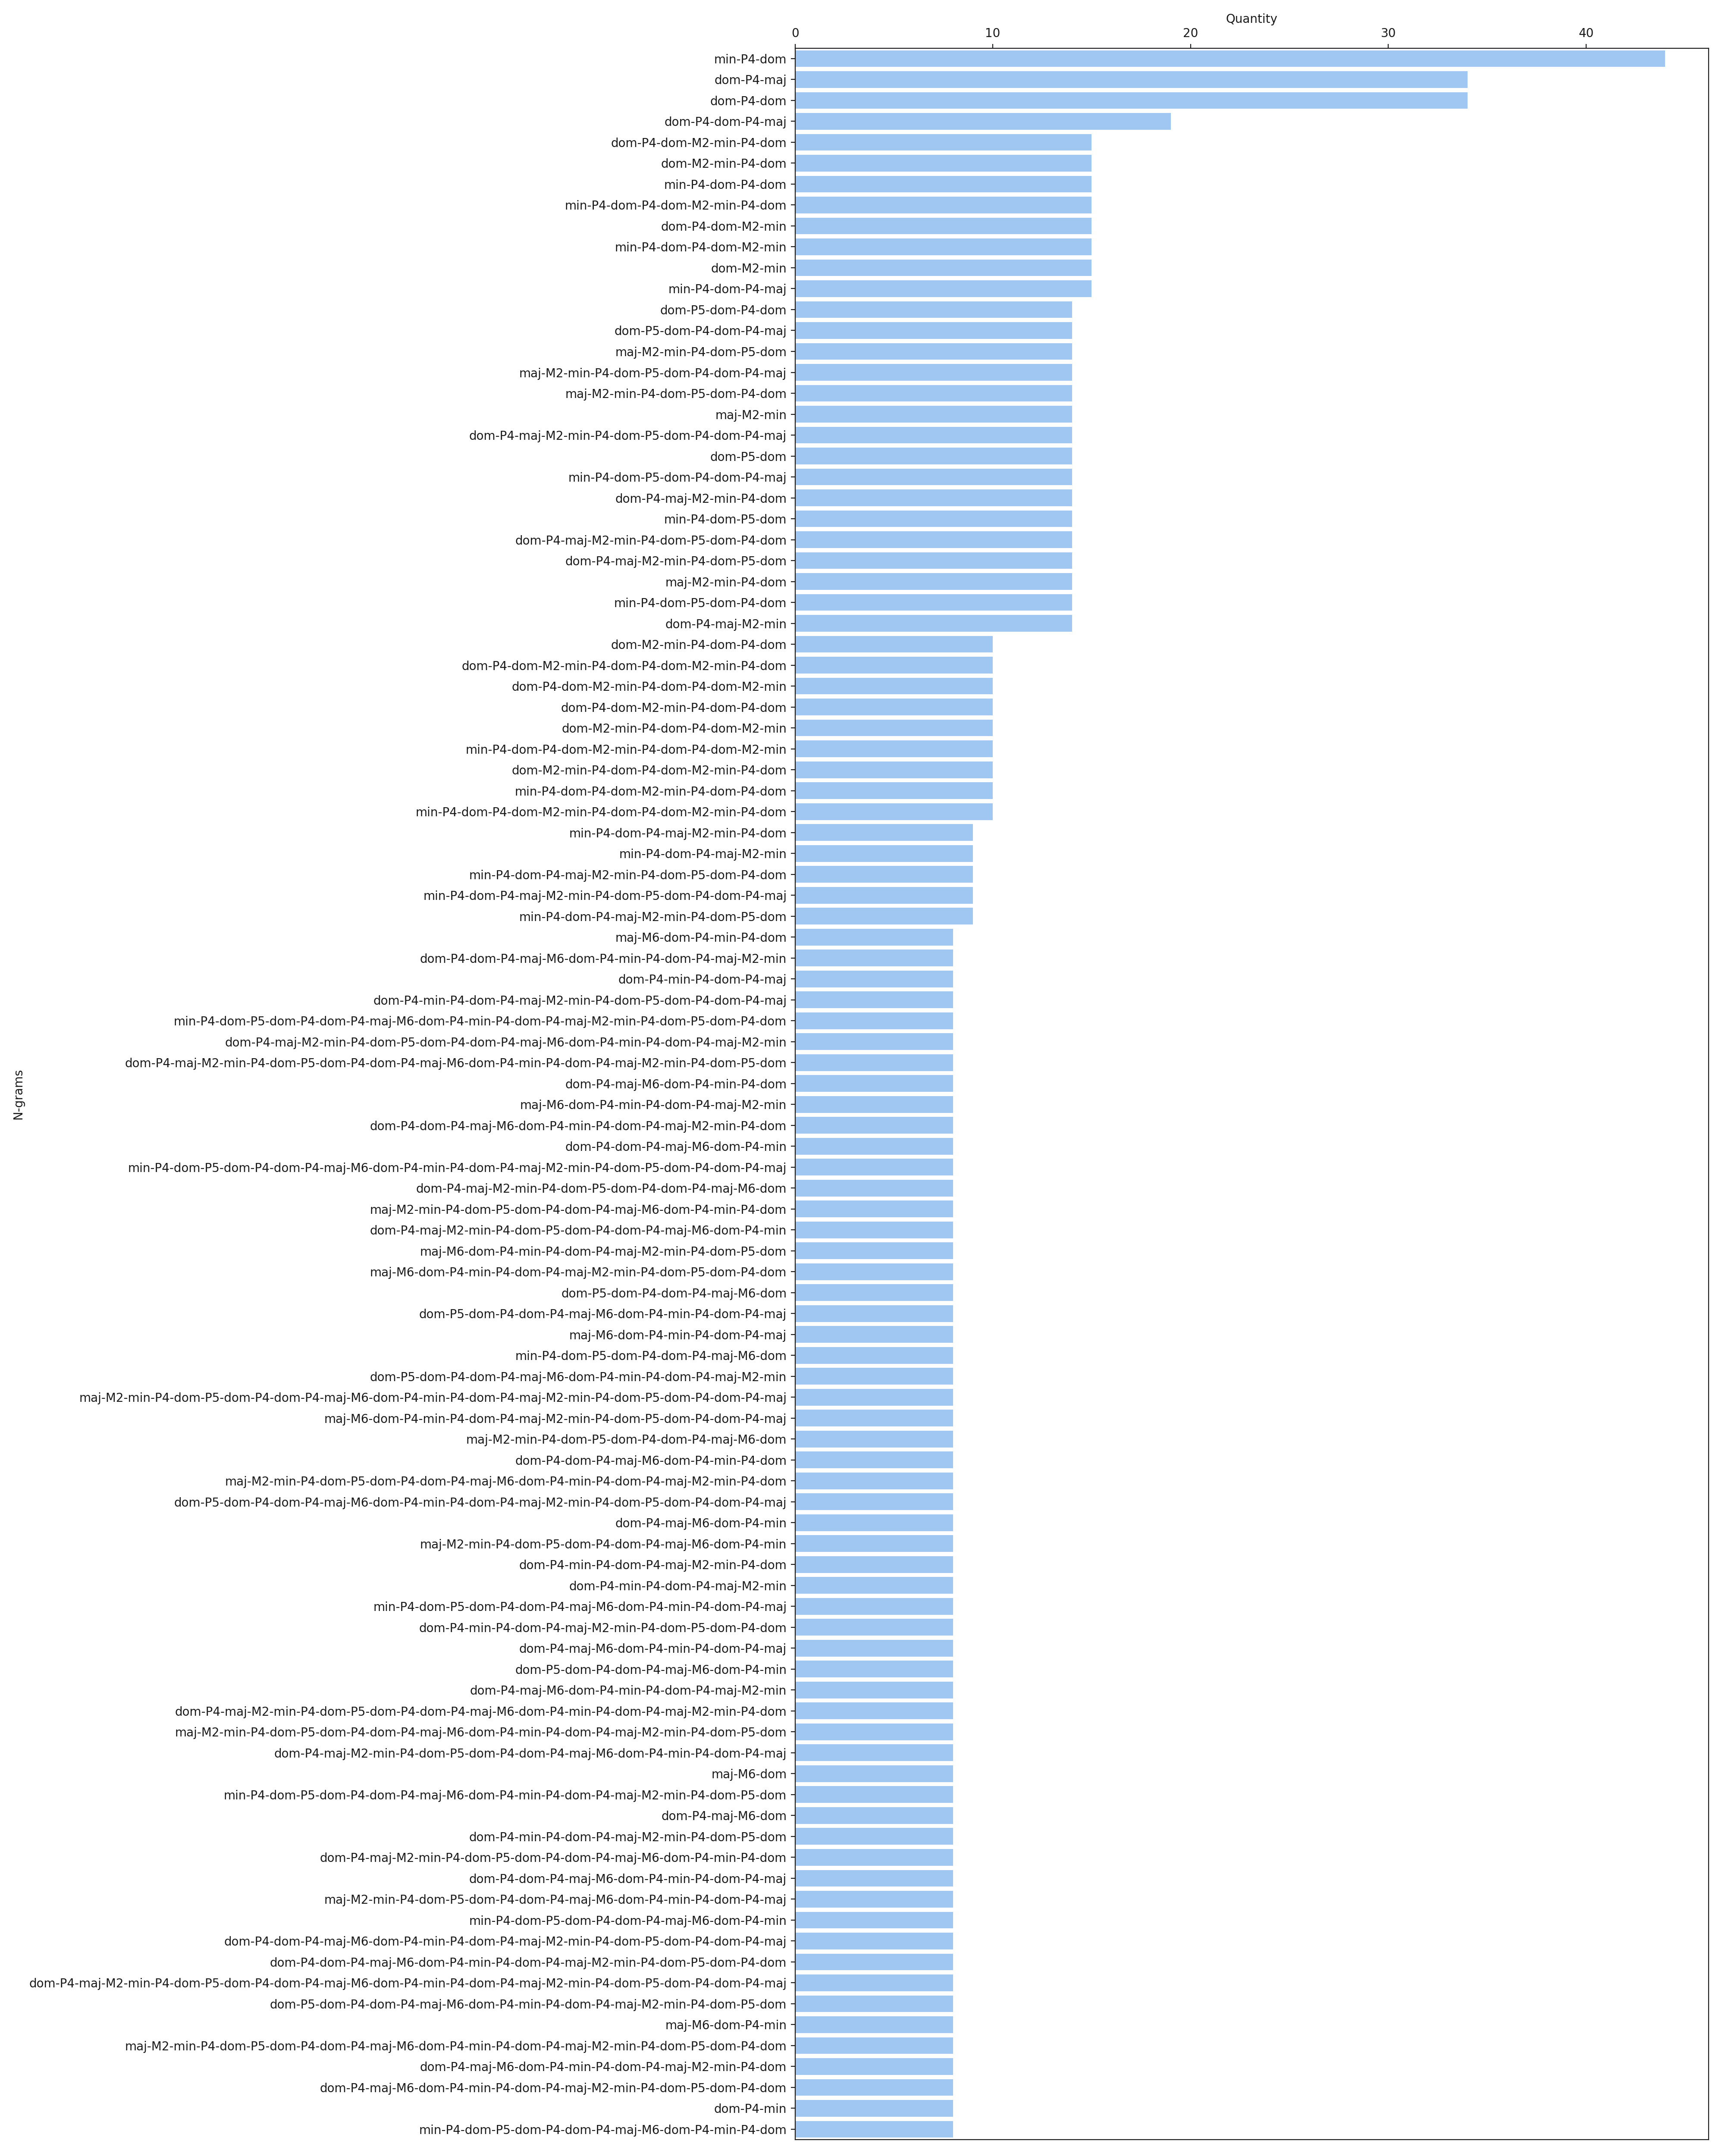 Quantity
0 10 20 30 40
min-P4-dom
dom-P4-maj
dom-P4-dom
dom-P4-dom-P4-maj
dom-P4-dom-M2-min-P4-dom
dom-M2-min-P4-dom
min-P4-dom-P4-dom
min-P4-dom-P4-dom-M2-min-P4-dom
dom-P4-dom-M2-min
min-P4-dom-P4-dom-M2-min
dom-M2-min
min-P4-dom-P4-maj
dom-P5-dom-P4-dom
dom-P5-dom-P4-dom-P4-maj
maj-M2-min-P4-dom-P5-dom
maj-M2-min-P4-dom-P5-dom-P4-dom-P4-maj
maj-M2-min-P4-dom-P5-dom-P4-dom
maj-M2-min
dom-P4-maj-M2-min-P4-dom-P5-dom-P4-dom-P4-maj
dom-P5-dom
min-P4-dom-P5-dom-P4-dom-P4-maj
dom-P4-maj-M2-min-P4-dom
min-P4-dom-P5-dom
dom-P4-maj-M2-min-P4-dom-P5-dom-P4-dom
dom-P4-maj-M2-min-P4-dom-P5-dom
maj-M2-min-P4-dom
min-P4-dom-P5-dom-P4-dom
dom-P4-maj-M2-min
dom-M2-min-P4-dom-P4-dom
dom-P4-dom-M2-min-P4-dom-P4-dom-M2-min-P4-dom
dom-P4-dom-M2-min-P4-dom-P4-dom-M2-min
dom-P4-dom-M2-min-P4-dom-P4-dom
dom-M2-min-P4-dom-P4-dom-M2-min
min-P4-dom-P4-dom-M2-min-P4-dom-P4-dom-M2-min
dom-M2-min-P4-dom-P4-dom-M2-min-P4-dom
min-P4-dom-P4-dom-M2-min-P4-dom-P4-dom
min-P4-dom-P4-dom-M2-min-P4-dom-P4-dom-M2-min-P4-dom
min-P4-dom-P4-maj-M2-min-P4-dom
min-P4-dom-P4-maj-M2-min
min-P4-dom-P4-maj-M2-min-P4-dom-P5-dom-P4-dom
min-P4-dom-P4-maj-M2-min-P4-dom-P5-dom-P4-dom-P4-maj
min-P4-dom-P4-maj-M2-min-P4-dom-P5-dom
maj-M6-dom-P4-min-P4-dom
dom-P4-dom-P4-maj-M6-dom-P4-min-P4-dom-P4-maj-M2-min
dom-P4-min-P4-dom-P4-maj
dom-P4-min-P4-dom-P4-maj-M2-min-P4-dom-P5-dom-P4-dom-P4-maj
min-P4-dom-P5-dom-P4-dom-P4-maj-M6-dom-P4-min-P4-dom-P4-maj-M2-min-P4-dom-P5-dom-P4-dom
dom-P4-maj-M2-min-P4-dom-P5-dom-P4-dom-P4-maj-M6-dom-P4-min-P4-dom-P4-maj-M2-min
dom-P4-maj-M2-min-P4-dom-P5-dom-P4-dom-P4-maj-M6-dom-P4-min-P4-dom-P4-maj-M2-min-P4-dom-P5-dom
dom-P4-maj-M6-dom-P4-min-P4-dom
maj-M6-dom-P4-min-P4-dom-P4-maj-M2-min
dom-P4-dom-P4-maj-M6-dom-P4-min-P4-dom-P4-maj-M2-min-P4-dom
dom-P4-dom-P4-maj-M6-dom-P4-min
min-P4-dom-P5-dom-P4-dom-P4-maj-M6-dom-P4-min-P4-dom-P4-maj-M2-min-P4-dom-P5-dom-P4-dom-P4-maj
dom-P4-maj-M2-min-P4-dom-P5-dom-P4-dom-P4-maj-M6-dom
maj-M2-min-P4-dom-P5-dom-P4-dom-P4-maj-M6-dom-P4-min-P4-dom
dom-P4-maj-M2-min-P4-dom-P5-dom-P4-dom-P4-maj-M6-dom-P4-min
maj-M6-dom-P4-min-P4-dom-P4-maj-M2-min-P4-dom-P5-dom
maj-M6-dom-P4-min-P4-dom-P4-maj-M2-min-P4-dom-P5-dom-P4-dom
dom-P5-dom-P4-dom-P4-maj-M6-dom
dom-P5-dom-P4-dom-P4-maj-M6-dom-P4-min-P4-dom-P4-maj
maj-M6-dom-P4-min-P4-dom-P4-maj
min-P4-dom-P5-dom-P4-dom-P4-maj-M6-dom
dom-P5-dom-P4-dom-P4-maj-M6-dom-P4-min-P4-dom-P4-maj-M2-min
maj-M2-min-P4-dom-P5-dom-P4-dom-P4-maj-M6-dom-P4-min-P4-dom-P4-maj-M2-min-P4-dom-P5-dom-P4-dom-P4-maj
maj-M6-dom-P4-min-P4-dom-P4-maj-M2-min-P4-dom-P5-dom-P4-dom-P4-maj
maj-M2-min-P4-dom-P5-dom-P4-dom-P4-maj-M6-dom
dom-P4-dom-P4-maj-M6-dom-P4-min-P4-dom
maj-M2-min-P4-dom-P5-dom-P4-dom-P4-maj-M6-dom-P4-min-P4-dom-P4-maj-M2-min-P4-dom
dom-P5-dom-P4-dom-P4-maj-M6-dom-P4-min-P4-dom-P4-maj-M2-min-P4-dom-P5-dom-P4-dom-P4-maj
dom-P4-maj-M6-dom-P4-min
maj-M2-min-P4-dom-P5-dom-P4-dom-P4-maj-M6-dom-P4-min
dom-P4-min-P4-dom-P4-maj-M2-min-P4-dom
dom-P4-min-P4-dom-P4-maj-M2-min
min-P4-dom-P5-dom-P4-dom-P4-maj-M6-dom-P4-min-P4-dom-P4-maj
dom-P4-min-P4-dom-P4-maj-M2-min-P4-dom-P5-dom-P4-dom
dom-P4-maj-M6-dom-P4-min-P4-dom-P4-maj
dom-P5-dom-P4-dom-P4-maj-M6-dom-P4-min
dom-P4-maj-M6-dom-P4-min-P4-dom-P4-maj-M2-min
dom-P4-maj-M2-min-P4-dom-P5-dom-P4-dom-P4-maj-M6-dom-P4-min-P4-dom-P4-maj-M2-min-P4-dom
maj-M2-min-P4-dom-P5-dom-P4-dom-P4-maj-M6-dom-P4-min-P4-dom-P4-maj-M2-min-P4-dom-P5-dom
dom-P4-maj-M2-min-P4-dom-P5-dom-P4-dom-P4-maj-M6-dom-P4-min-P4-dom-P4-maj
maj-M6-dom
min-P4-dom-P5-dom-P4-dom-P4-maj-M6-dom-P4-min-P4-dom-P4-maj-M2-min-P4-dom-P5-dom
dom-P4-maj-M6-dom
dom-P4-min-P4-dom-P4-maj-M2-min-P4-dom-P5-dom
dom-P4-maj-M2-min-P4-dom-P5-dom-P4-dom-P4-maj-M6-dom-P4-min-P4-dom
dom-P4-dom-P4-maj-M6-dom-P4-min-P4-dom-P4-maj
maj-M2-min-P4-dom-P5-dom-P4-dom-P4-maj-M6-dom-P4-min-P4-dom-P4-maj
min-P4-dom-P5-dom-P4-dom-P4-maj-M6-dom-P4-min
dom-P4-dom-P4-maj-M6-dom-P4-min-P4-dom-P4-maj-M2-min-P4-dom-P5-dom-P4-dom-P4-maj
dom-P4-dom-P4-maj-M6-dom-P4-min-P4-dom-P4-maj-M2-min-P4-dom-P5-dom-P4-dom
dom-P4-maj-M2-min-P4-dom-P5-dom-P4-dom-P4-maj-M6-dom-P4-min-P4-dom-P4-maj-M2-min-P4-dom-P5-dom-P4-dom-P4-maj
dom-P5-dom-P4-dom-P4-maj-M6-dom-P4-min-P4-dom-P4-maj-M2-min-P4-dom-P5-dom
maj-M6-dom-P4-min
maj-M2-min-P4-dom-P5-dom-P4-dom-P4-maj-M6-dom-P4-min-P4-dom-P4-maj-M2-min-P4-dom-P5-dom-P4-dom
dom-P4-maj-M6-dom-P4-min-P4-dom-P4-maj-M2-min-P4-dom
dom-P4-maj-M6-dom-P4-min-P4-dom-P4-maj-M2-min-P4-dom-P5-dom-P4-dom
dom-P4-min
min-P4-dom-P5-dom-P4-dom-P4-maj-M6-dom-P4-min-P4-dom
N-grams